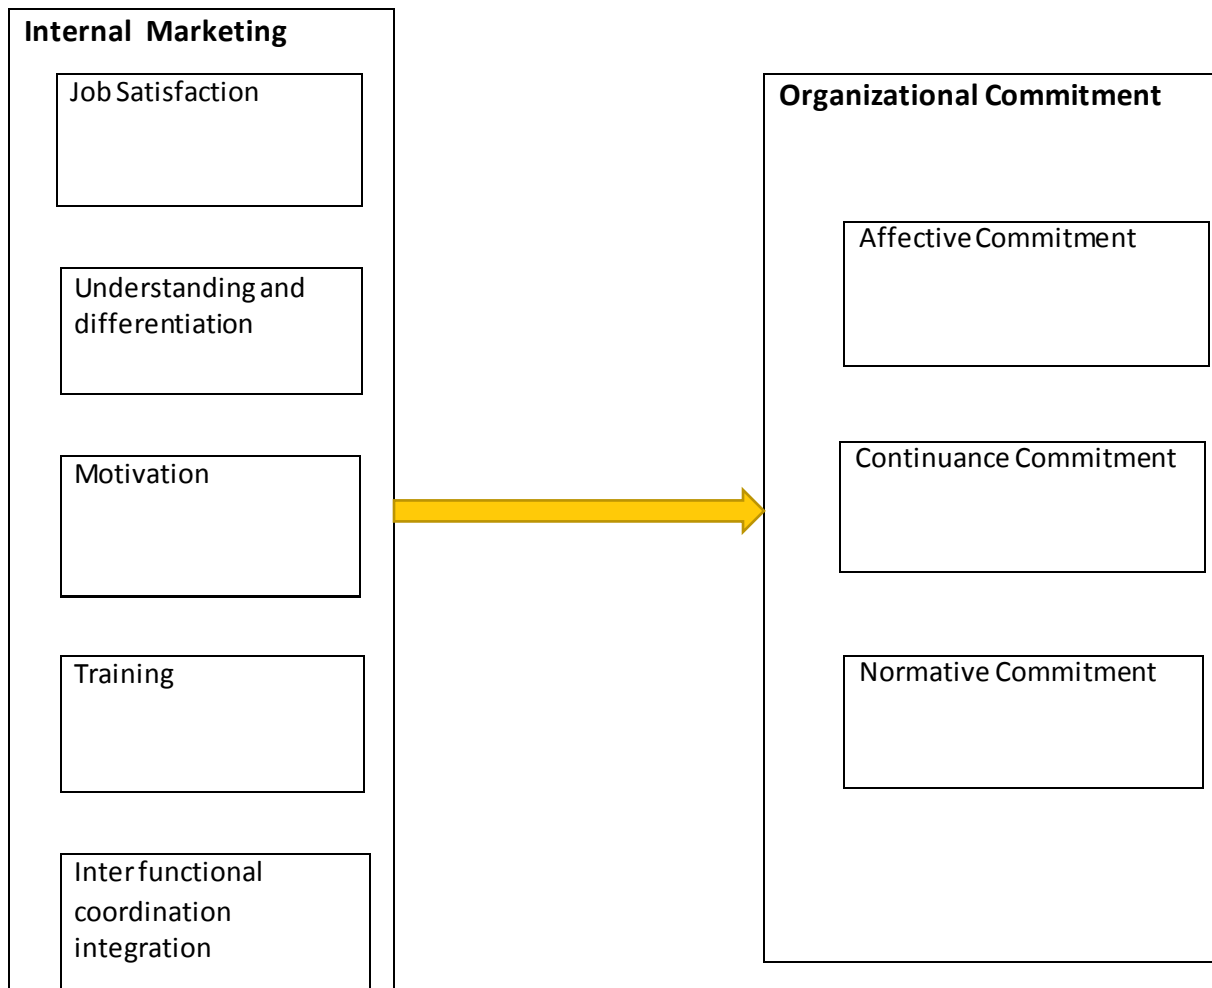 Internal Marketing
Job Satisfaction
Understanding and
differentiation
Motivation
Training
Inter functional
coordination
integration
Organizational Commitment
Affective Commitment
Continuance Commitment
Normative Commitment